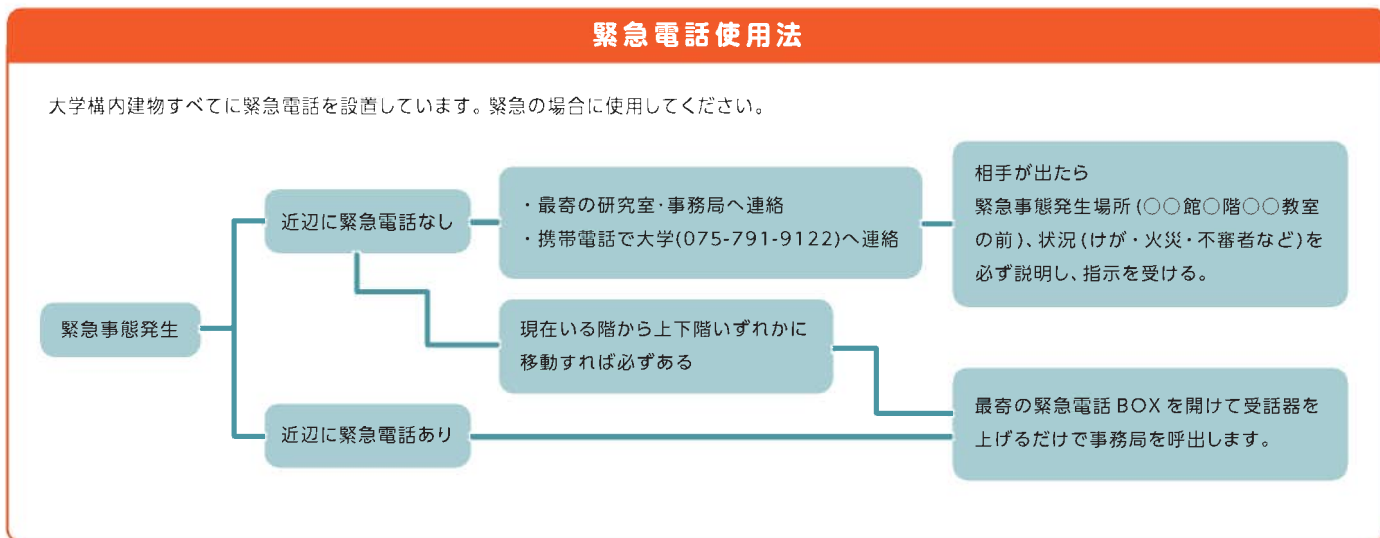 緊急電話使用法
大学構内建物すべてに緊急電話を設置しています。緊急の場合に使用してください。
緊急事態発生
近辺に緊急電話なし
・最寄の研究室・事務局へ連絡
・携帯電話で大学(075-791-9122)へ連絡
相手が出たら
緊急事態発生場所(○○館○階○○教室
の前)、状況(けが・火災・不審者など)を
必ず説明し、指示を受ける。
現在いる階から上下階いずれかに
移動すれば必ずある
近辺に緊急電話あり
最寄の緊急電話 BOX を開けて受話器を
上げるだけで事務局を呼出します。